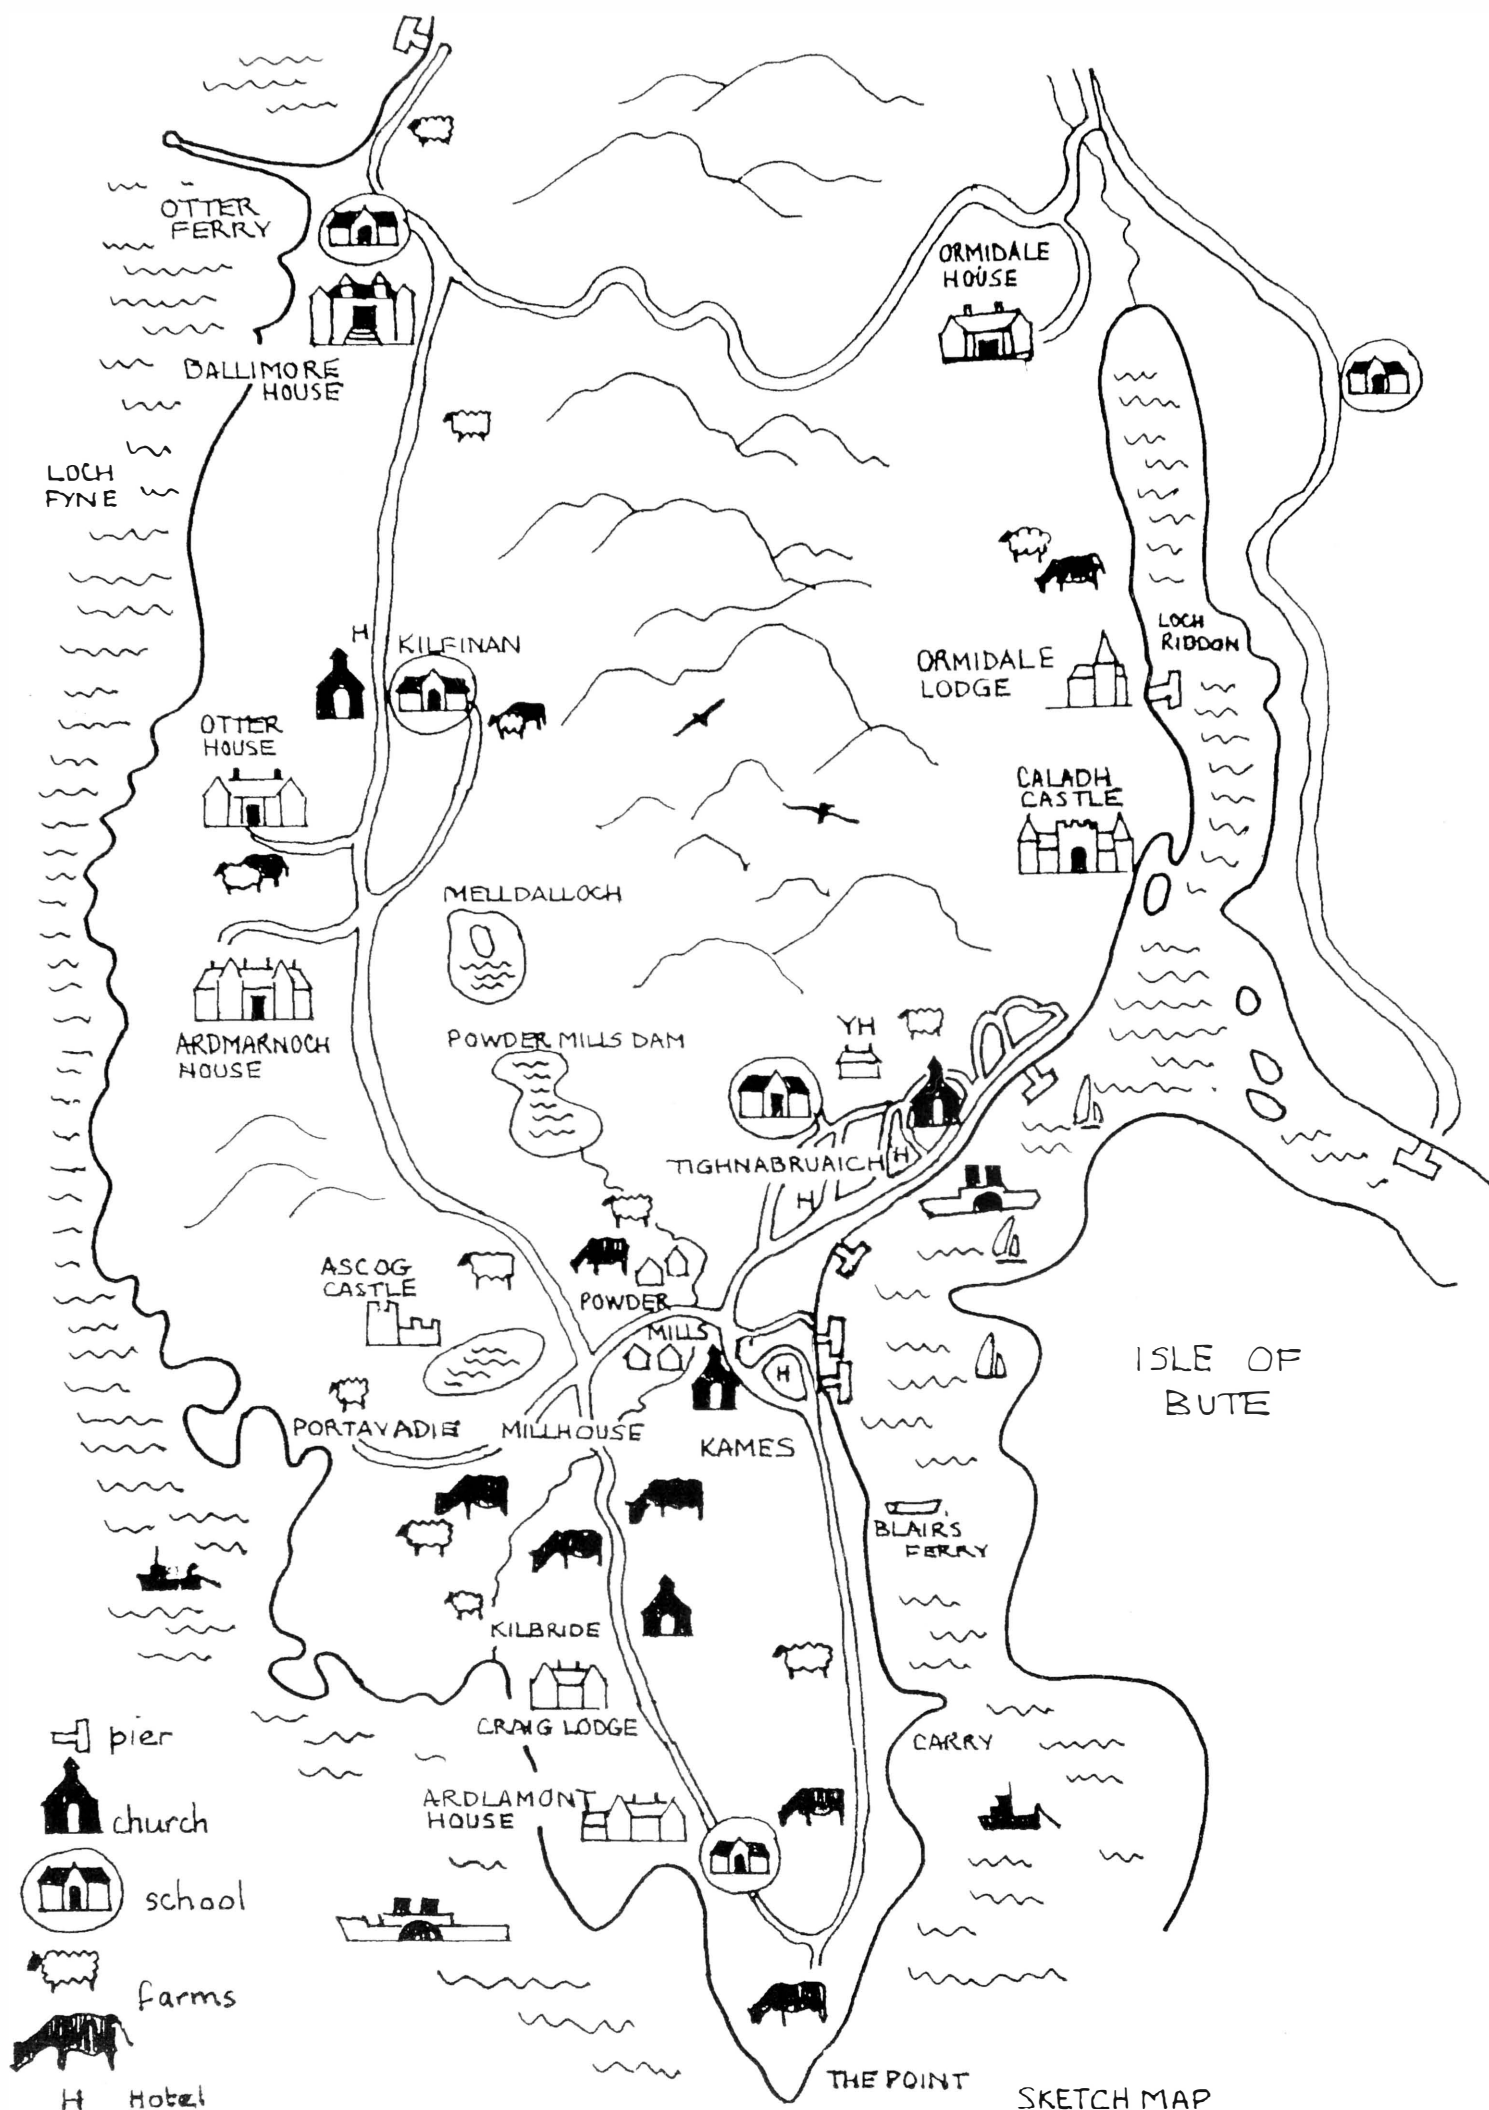 OTTER
FERRY
ORMIDALE
HOUSE
BALLIMORE
HOUSE
LOCH
FYNE
H
KILFINAN
LOCH
RIDDON
ORMIDALE
LODGE
OTTER
HOUSE
CALADH
CASTLE
MELLDALLOCH
YH
POWDER MILLS DAM
ARDMARNOCH
HOUSE
TIGHNABRUAICH
H
H
ASCOG
CASTLE
POWDER
MILLS
H
ISLE OF
BUTE
PORTAVADIE
MILLHOUSE
KAMES
BLAIR'S
FERRY
KILBRIDE
CRAIG LODGE
CARRY
ARDLAMONT
HOUSE
pier
church
school
farms
H Hotel
THE POINT
SKETCH MAP